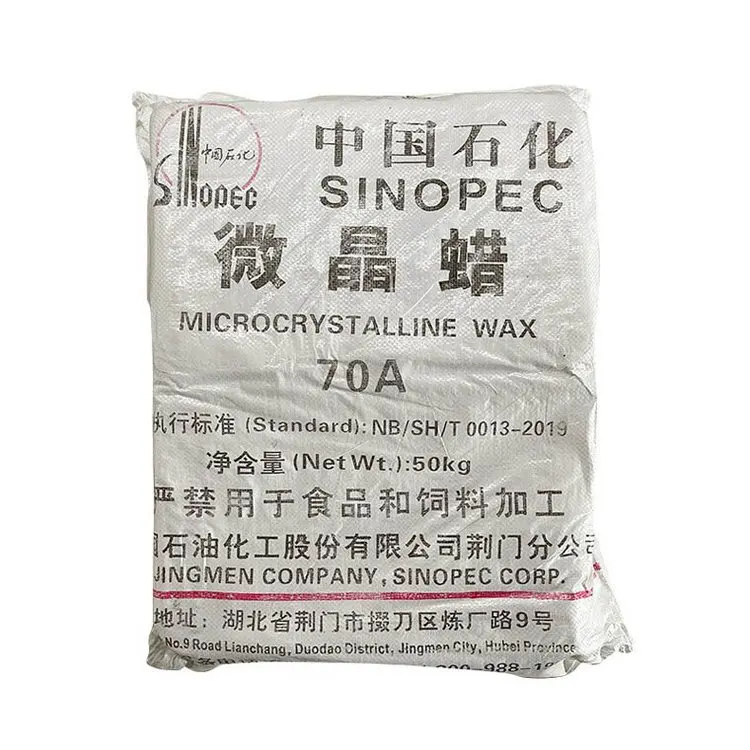 中国石化
SINOPEC
中国石化
SINOPEC
微晶蜡
MICROCRYSTALLINE WAX
70A
执行标准 (Standard): NB/SH/T 0013-2019
净含量 (Net Wt.): 50kg
严禁用于食品和饲料加工
国石油化工股份有限公司荆门分公司
JINGMEN COMPANY, SINOPEC CORP.
地址: 湖北省荆门市掇刀区炼厂路9号
No.9 Road Lianchang, Duodao District, Jingmen City, Hubei Province
-988-18